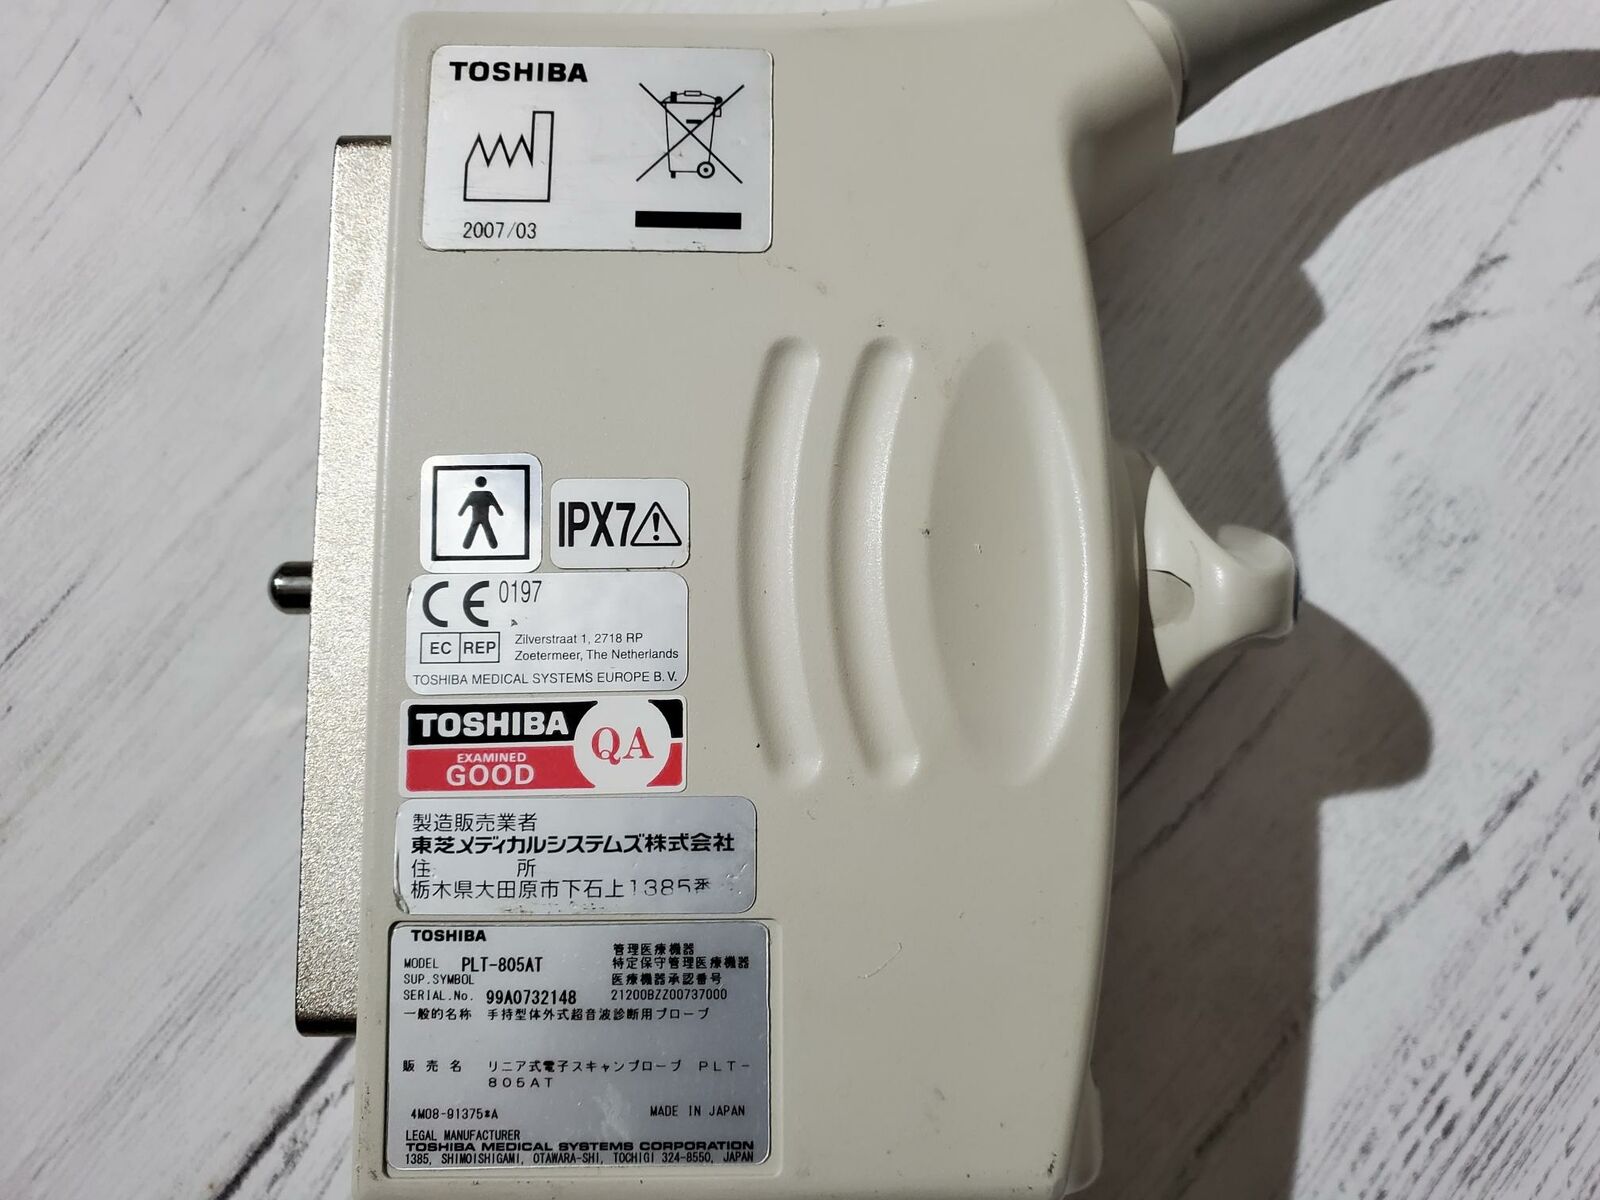 TOSHIBA
2007/03
IPX7
CE 0197
EC REP
Zilverstraat 1, 2718 RP
Zoetermeer, The Netherlands
TOSHIBA MEDICAL SYSTEMS EUROPE B.V.
TOSHIBA
EXAMINED
GOOD
QA
製造販売業者
東芝メディカルシステムズ株式会社
住 所
栃木県大田原市下石上1385番
TOSHIBA
MODEL PLT-805AT
SUP.SYMBOL
SERIAL.No. 99A0732148
管理医療機器
特定保守管理医療機器
医療機器承認番号
21200BZZ00737000
一般的名称 手持型体外式超音波診断用プローブ
販売名 リニア式電子スキャンプローブ PLT-
805AT
4M08-91375*A MADE IN JAPAN
LEGAL MANUFACTURER
TOSHIBA MEDICAL SYSTEMS CORPORATION
1385, SHIMOISHIGAMI, OTAWARA-SHI, TOCHIGI 324-8550, JAPAN